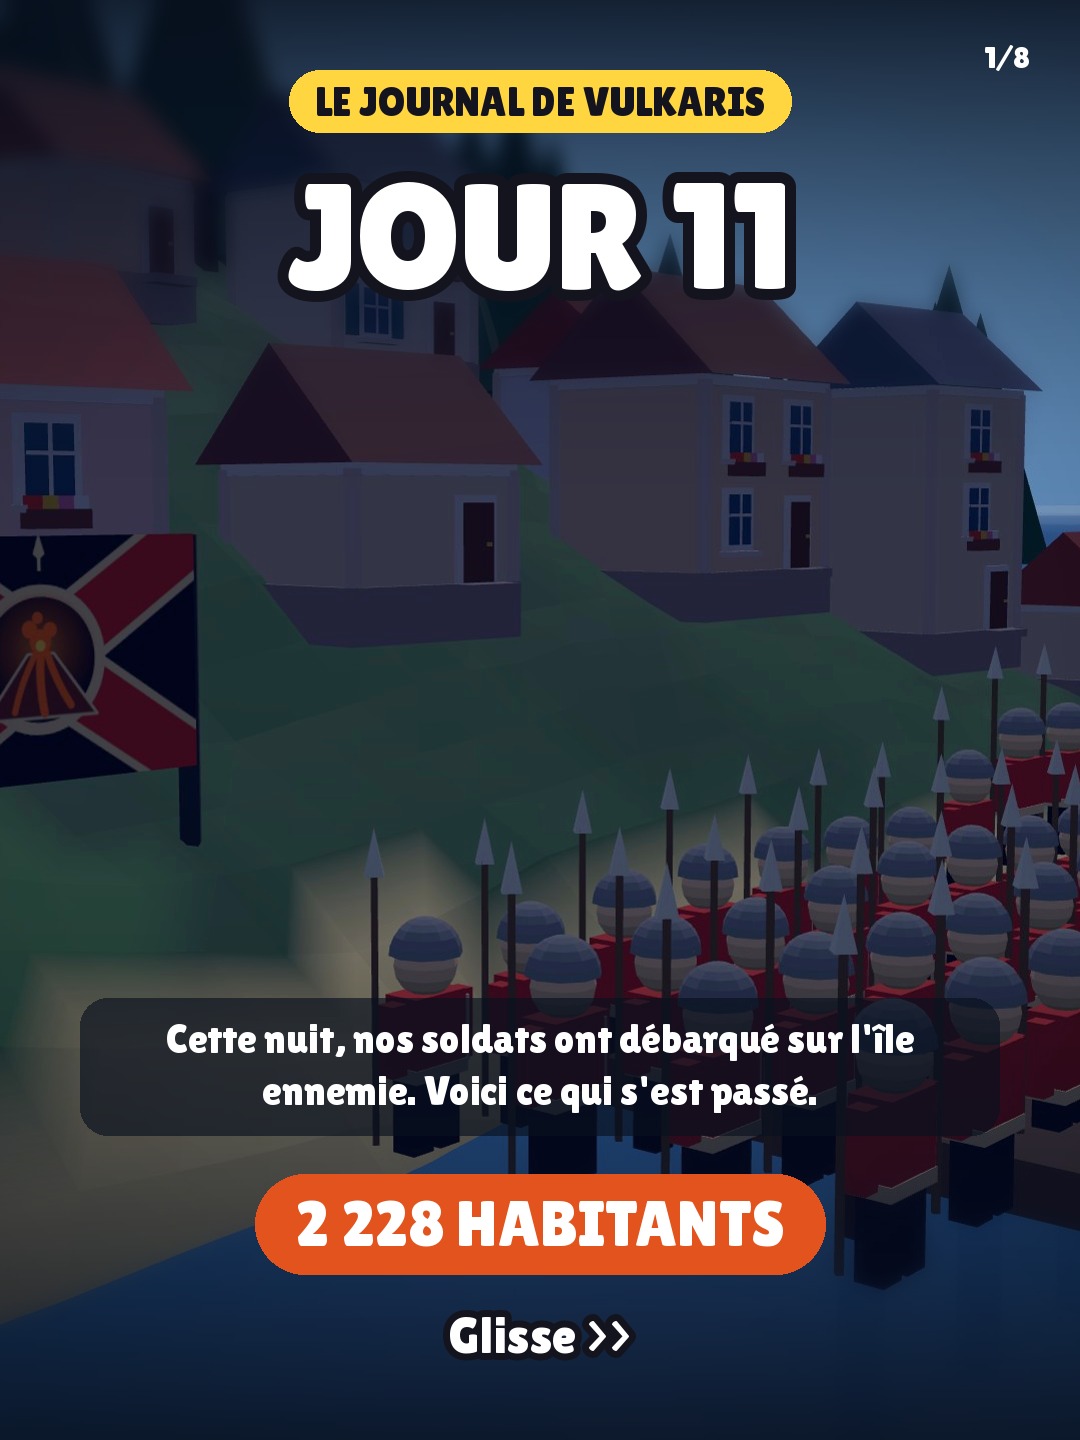 1/8
LE JOURNAL DE VULKARIS
JOUR 11
Cette nuit, nos soldats ont débarqué sur l'île
ennemie. Voici ce qui s'est passé.
2 228 HABITANTS
Glisse >>